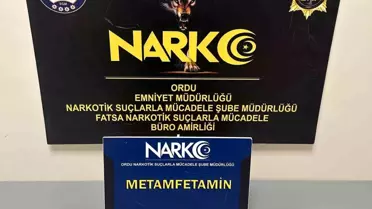 NARKO
ORDU
EMNİYET MÜDÜRLÜĞÜ
NARKOTİK SUÇLARLA MÜCADELE ŞUBE MÜDÜRLÜĞÜ
FATSA NARKOTİK SUÇLARLA MÜCADELE
BÜRO AMİRLİĞİ
NARKO
ORDU NARKOTİK SUÇLARLA MÜCADELE ŞUBE MÜDÜRLÜĞÜ
METAMFETAMİN